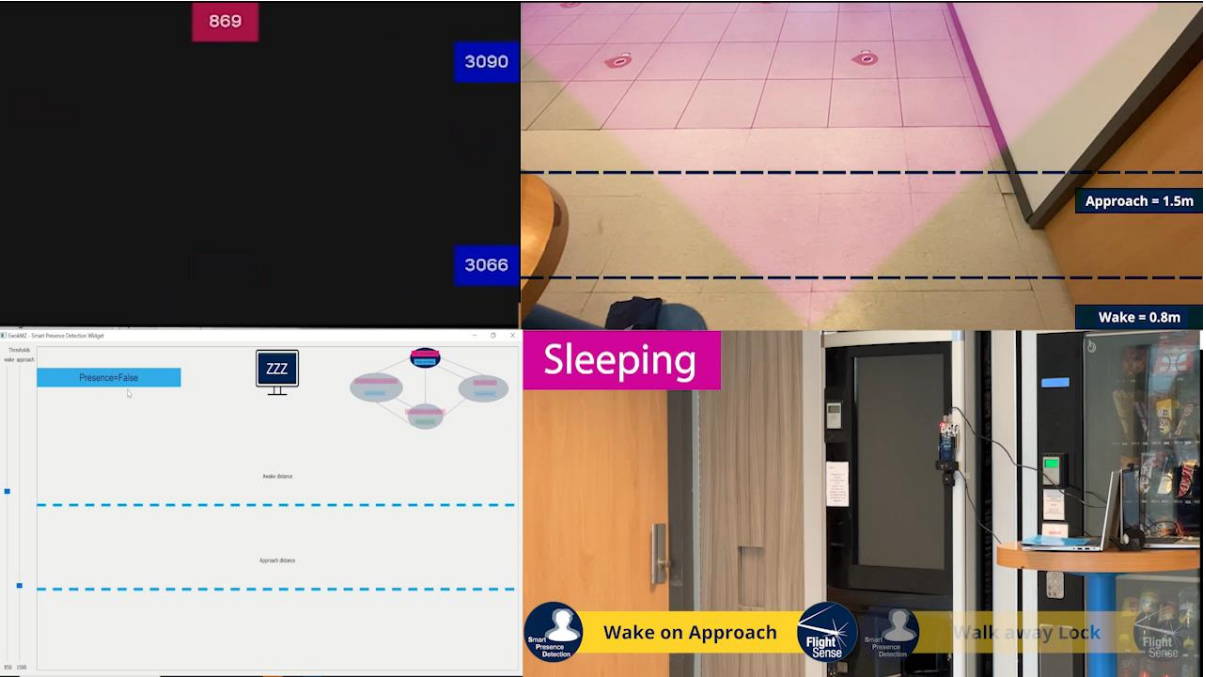 869
3090
3066
Approach = 1.5m
Wake = 0.8m
Smart Presence Detection Widget
Thresholds
wake approach
Presence=False
ZZZ
Awake distance
Approach distance
850 1500
Sleeping
Smart
Presence
Detection
Wake on Approach
Flight
Sense
Smart
Presence
Detection
Walk away Lock
Flight
Sense